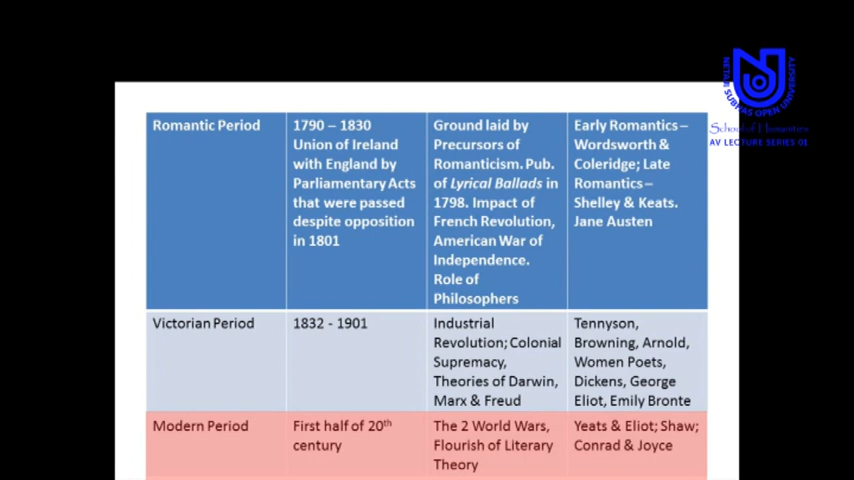 NETAJI SUBHAS OPEN UNIVERSITY
School of Humanities
AV LECTURE SERIES 01
Romantic Period
1790 – 1830
Union of Ireland
with England by
Parliamentary Acts
that were passed
despite opposition
in 1801
Ground laid by
Precursors of
Romanticism. Pub.
of Lyrical Ballads in
1798. Impact of
French Revolution,
American War of
Independence.
Role of
Philosophers
Early Romantics –
Wordsworth &
Coleridge; Late
Romantics –
Shelley & Keats.
Jane Austen
Victorian Period
1832 - 1901
Industrial
Revolution; Colonial
Supremacy,
Theories of Darwin,
Marx & Freud
Tennyson,
Browning, Arnold,
Women Poets,
Dickens, George
Eliot, Emily Bronte
Modern Period
First half of 20th
century
The 2 World Wars,
Flourish of Literary
Theory
Yeats & Eliot; Shaw;
Conrad & Joyce